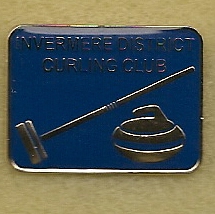 INVERMERE DISTRICT
CURLING CLUB